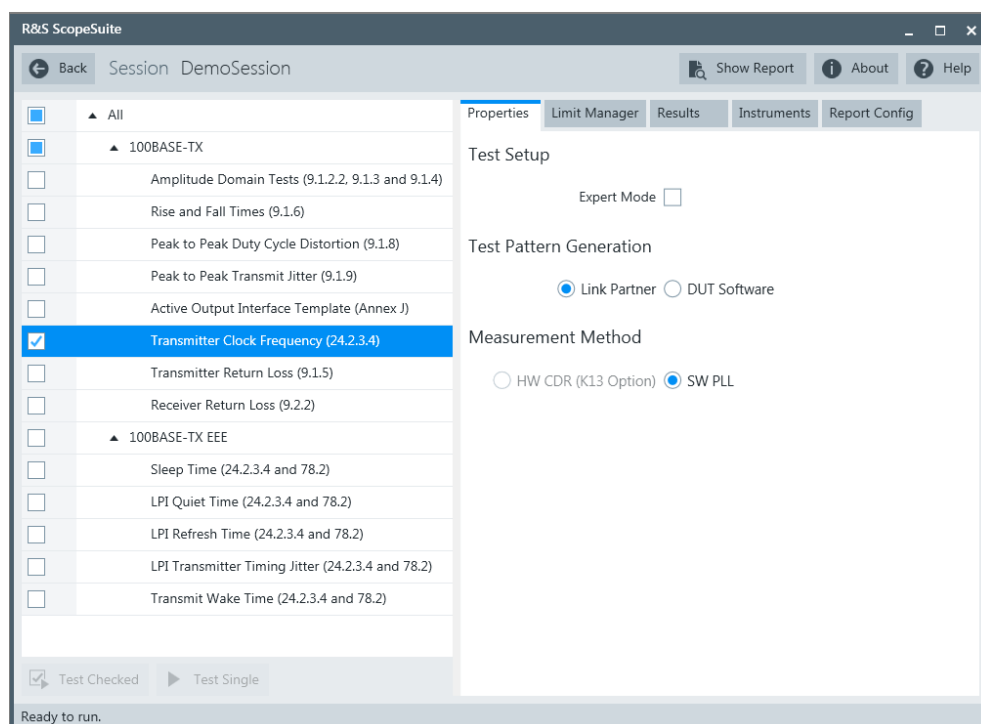 R&S ScopeSuite
Back Session DemoSession Show Report About Help
All
100BASE-TX
Amplitude Domain Tests (9.1.2.2, 9.1.3 and 9.1.4)
Rise and Fall Times (9.1.6)
Peak to Peak Duty Cycle Distortion (9.1.8)
Peak to Peak Transmit Jitter (9.1.9)
Active Output Interface Template (Annex J)
Transmitter Clock Frequency (24.2.3.4)
Transmitter Return Loss (9.1.5)
Receiver Return Loss (9.2.2)
100BASE-TX EEE
Sleep Time (24.2.3.4 and 78.2)
LPI Quiet Time (24.2.3.4 and 78.2)
LPI Refresh Time (24.2.3.4 and 78.2)
LPI Transmitter Timing Jitter (24.2.3.4 and 78.2)
Transmit Wake Time (24.2.3.4 and 78.2)
Test Checked Test Single
Properties Limit Manager Results Instruments Report Config
Test Setup
Expert Mode
Test Pattern Generation
Link Partner DUT Software
Measurement Method
HW CDR (K13 Option) SW PLL
Ready to run.